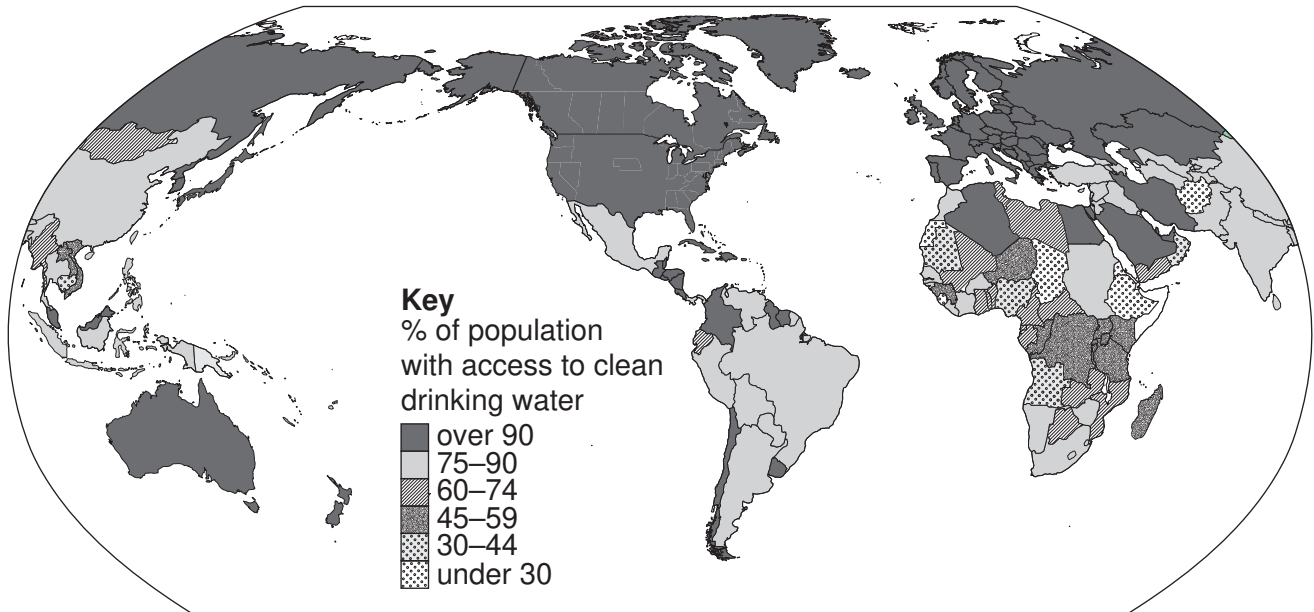 Key
% of population
with access to clean
drinking water
over 90
75–90
60–74
45–59
30–44
under 30